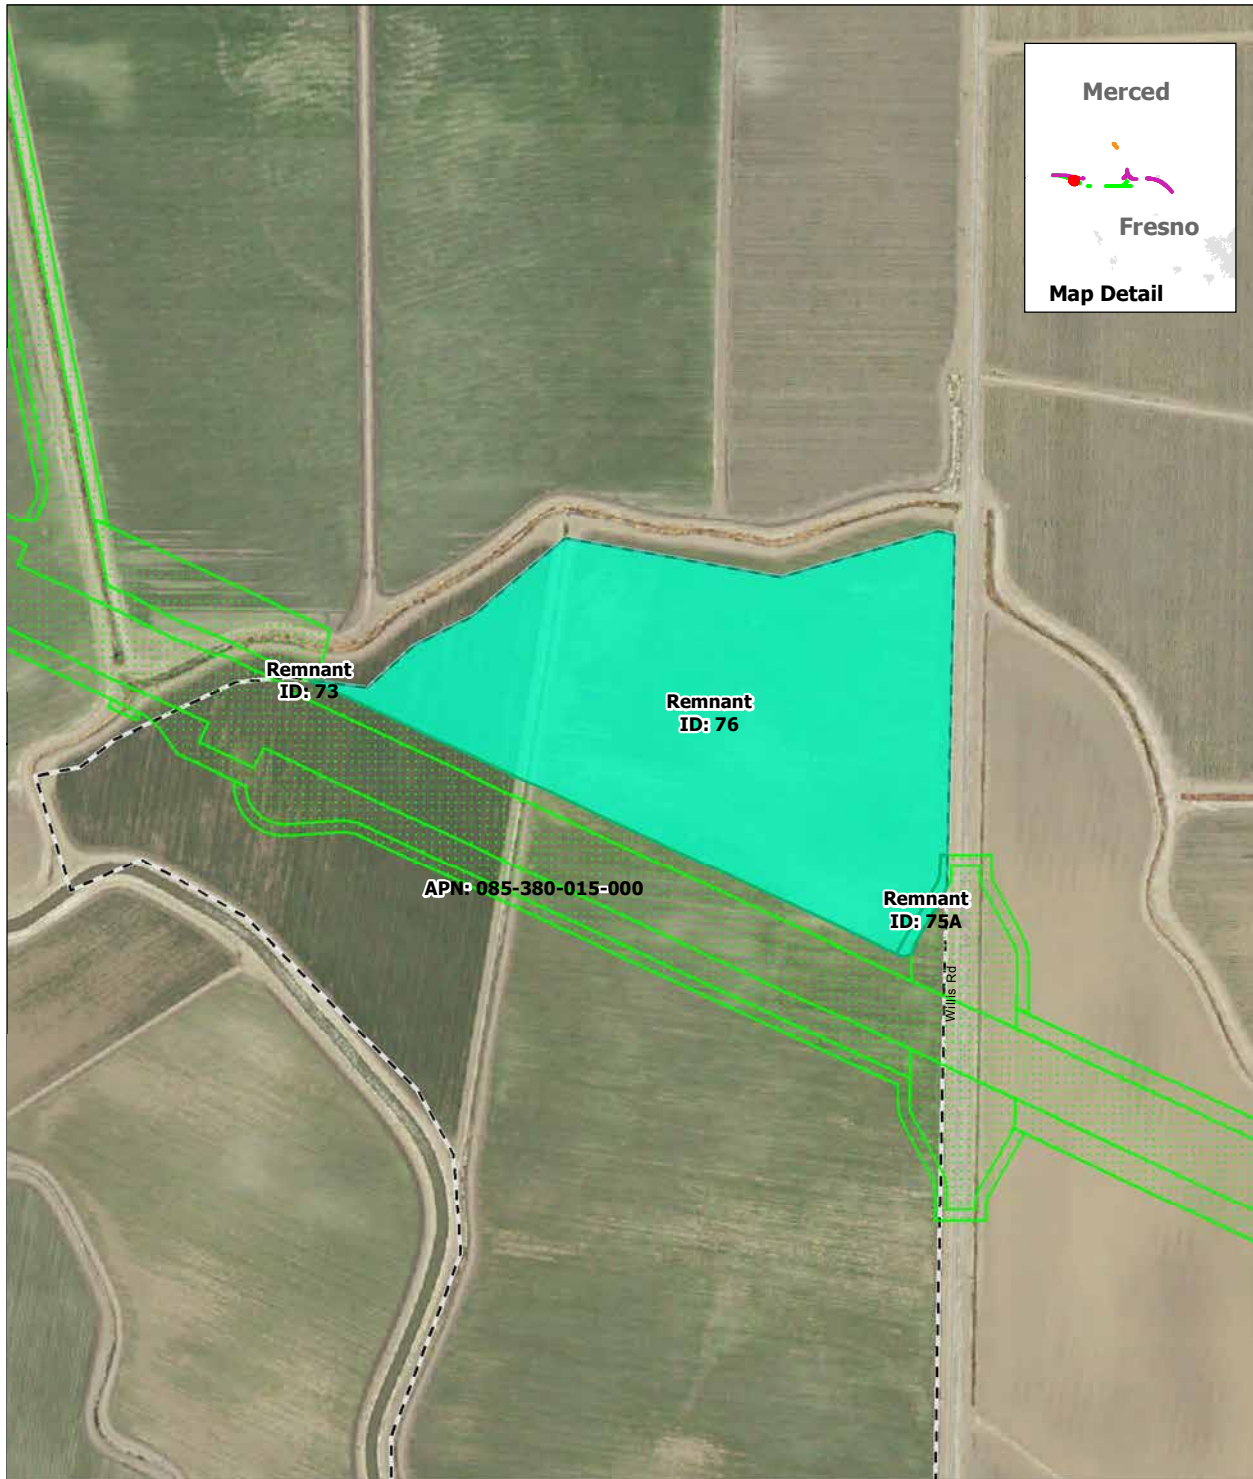 Merced
Fresno
Map Detail
Remnant
ID: 73
Remnant
ID: 76
APN: 085-380-015-000
Remnant
ID: 75A
Willis Rd